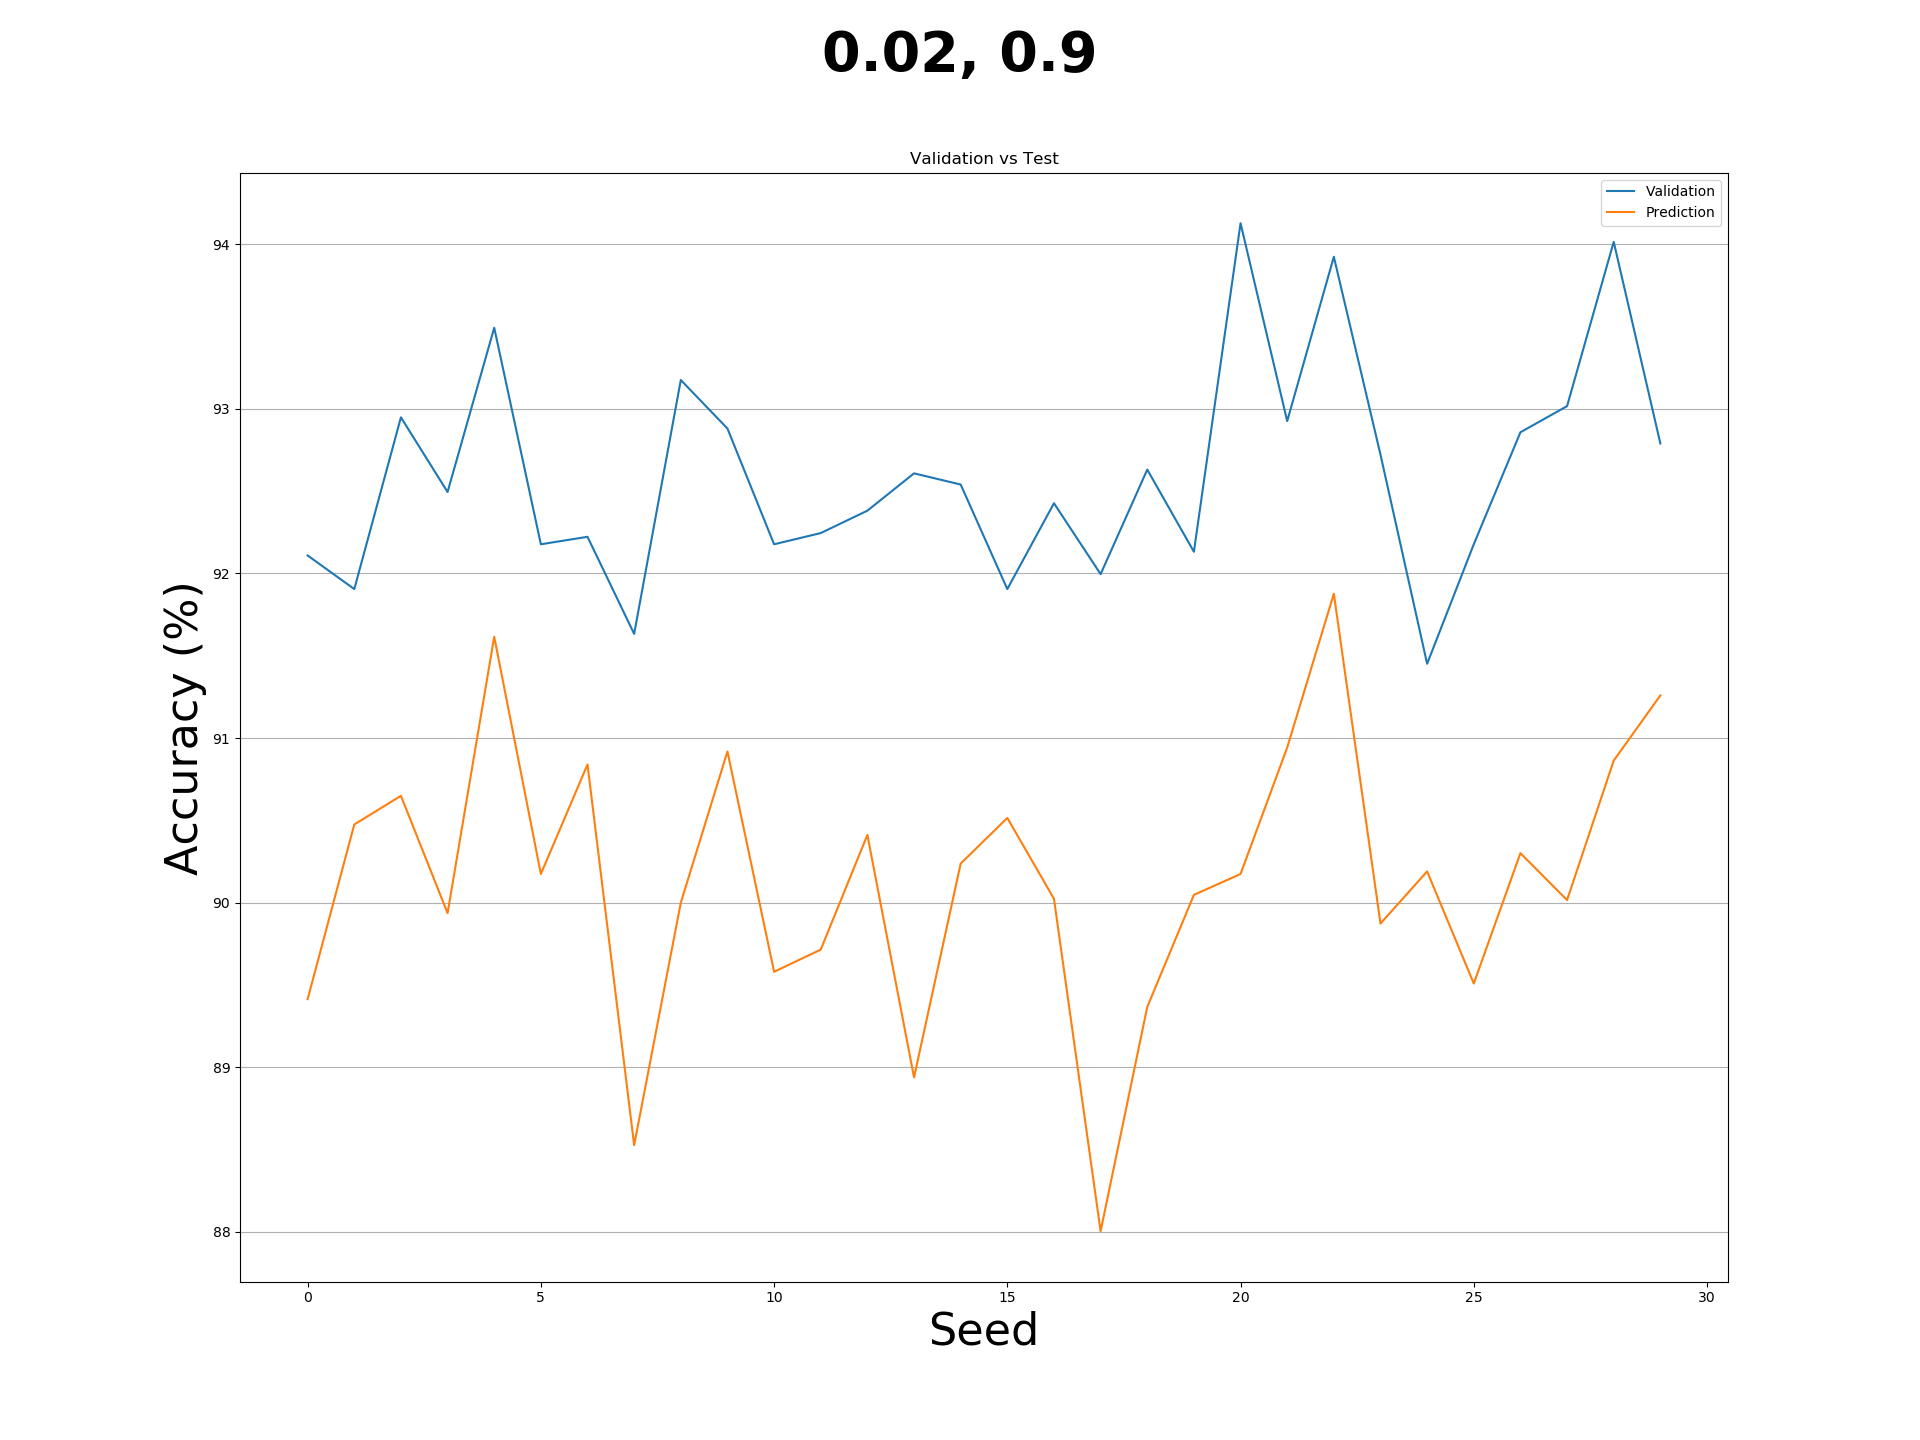 0.02, 0.9
Validation vs Test
Validation
Prediction
94
93
92
91
90
89
88
Accuracy (%)
0 5 10 15 20 25 30
Seed